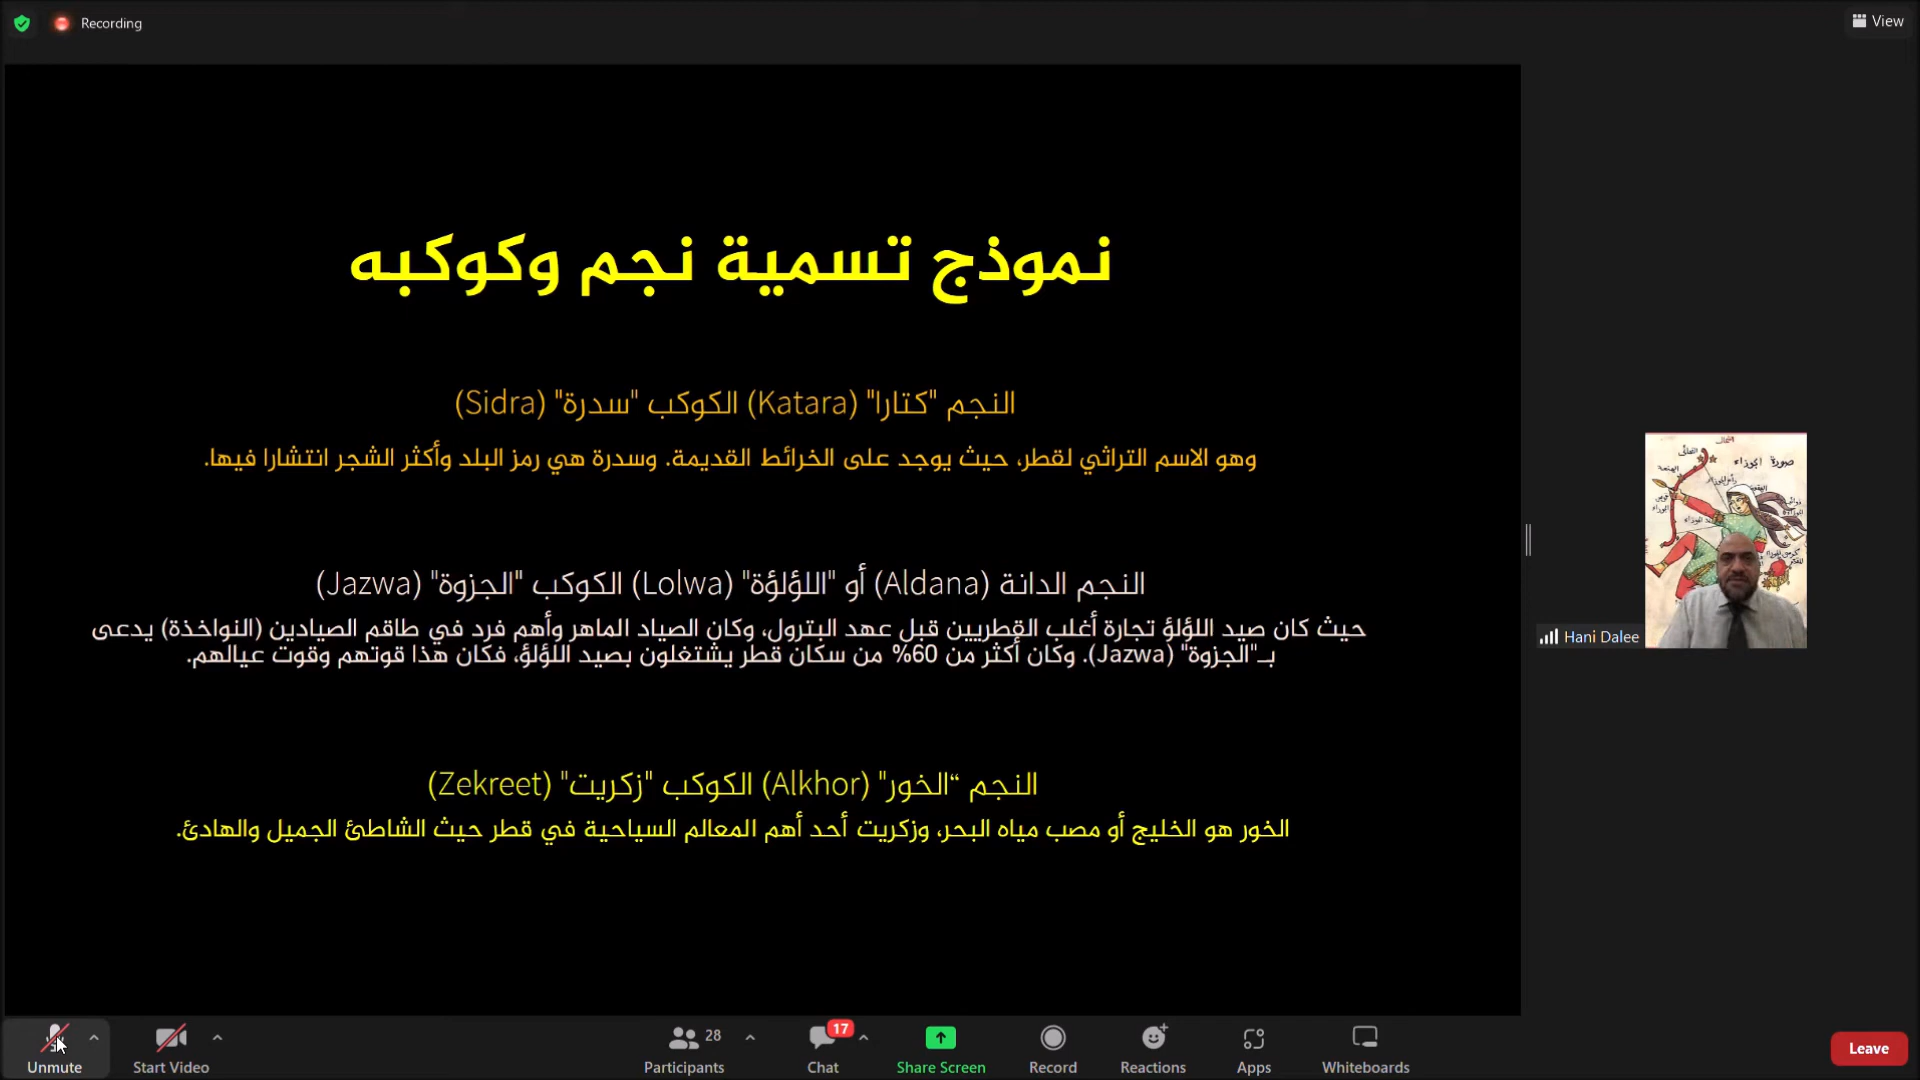 Recording
View
نموذج تسمية نجم وكوكبه
النجم "كتارا" (Katara) الكوكب "سدرة" (Sidra)
وهو الاسم التراثي لقطر، حيث يوجد على الخرائط القديمة. وسدرة هي رمز البلد وأكثر الشجر انتشارا فيها.
النجم الدانة (Aldana) أو "اللؤلؤة" (Lolwa) الكوكب "الجزوة" (Jazwa)
حيث كان صيد اللؤلؤ تجارة أغلب القطريين قبل عهد البترول، وكان الصياد الماهر وأهم فرد في طاقم الصيادين (النواخذة) يدعى
بـ"الجزوة" (Jazwa). وكان أكثر من 60% من سكان قطر يشتغلون بصيد اللؤلؤ، فكان هذا قوتهم وقوت عيالهم.
النجم “الخور" (Alkhor) الكوكب "زكريت" (Zekreet)
الخور هو الخليج أو مصب مياه البحر، وزكريت أحد أهم المعالم السياحية في قطر حيث الشاطئ الجميل والهادئ.
صورة الجوزاء
Hani Dalee
Unmute
Start Video
Participants 28
Chat 17
Share Screen
Record
Reactions
Apps
Whiteboards
Leave